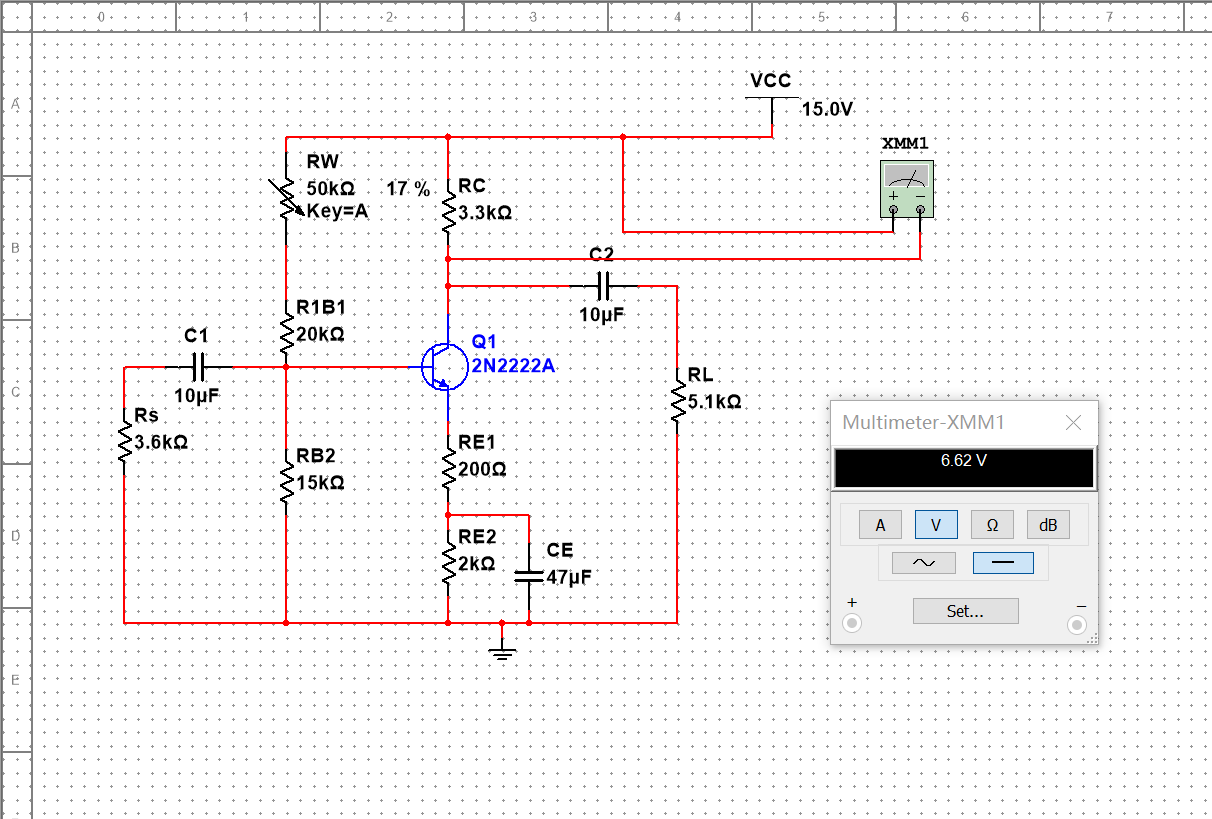 0 1 2 3 4 5 6 7
A
B
C
D
E
VCC
15.0V
XMM1
+ −
RW
50kΩ 17 %
Key=A
RC
3.3kΩ
C2
10µF
R1B1
20kΩ
C1
10µF
Q1
2N2222A
RL
5.1kΩ
Rs
3.6kΩ
RE1
200Ω
RB2
15kΩ
RE2
2kΩ
CE
47µF
Multimeter-XMM1
6.62 V
A V Ω dB
+ −
Set...